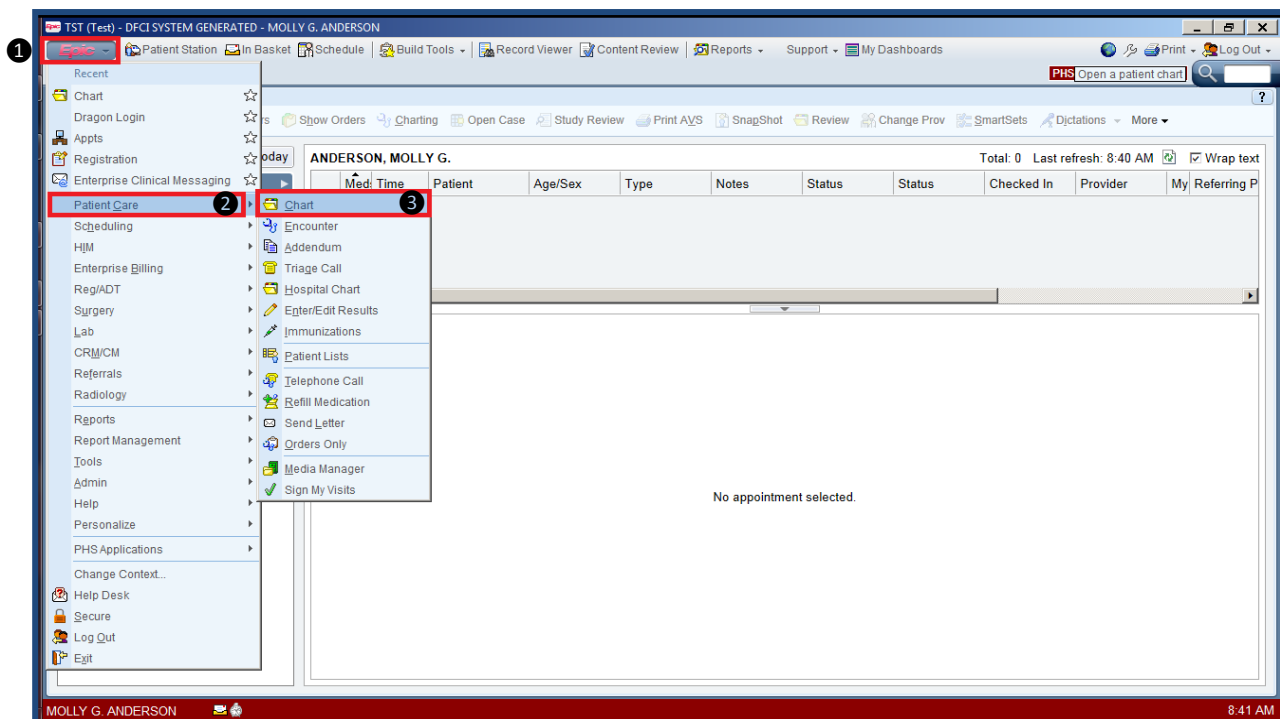 TST (Test) - DFCI SYSTEM GENERATED - MOLLY G. ANDERSON
1
Epic Patient Station In Basket Schedule Build Tools Record Viewer Content Review Reports Support My Dashboards Print Log Out
PHS Open a patient chart
Recent
Chart
Dragon Login
Appts
Registration
Enterprise Clinical Messaging
Patient Care 2
Scheduling
HIM
Enterprise Billing
Reg/ADT
Surgery
Lab
CRM/CM
Referrals
Radiology
Reports
Report Management
Tools
Admin
Help
Personalize
PHS Applications
Change Context...
Help Desk
Secure
Log Out
Exit
Chart 3
Encounter
Addendum
Triage Call
Hospital Chart
Enter/Edit Results
Immunizations
Patient Lists
Telephone Call
Refill Medication
Send Letter
Orders Only
Media Manager
Sign My Visits
?
rs Show Orders Charting Open Case Study Review Print AVS SnapShot Review Change Prov SmartSets Dictations More
oday ANDERSON, MOLLY G. Total: 0 Last refresh: 8:40 AM Wrap text
Med: Time Patient Age/Sex Type Notes Status Status Checked In Provider My Referring P
No appointment selected.
MOLLY G. ANDERSON 8:41 AM